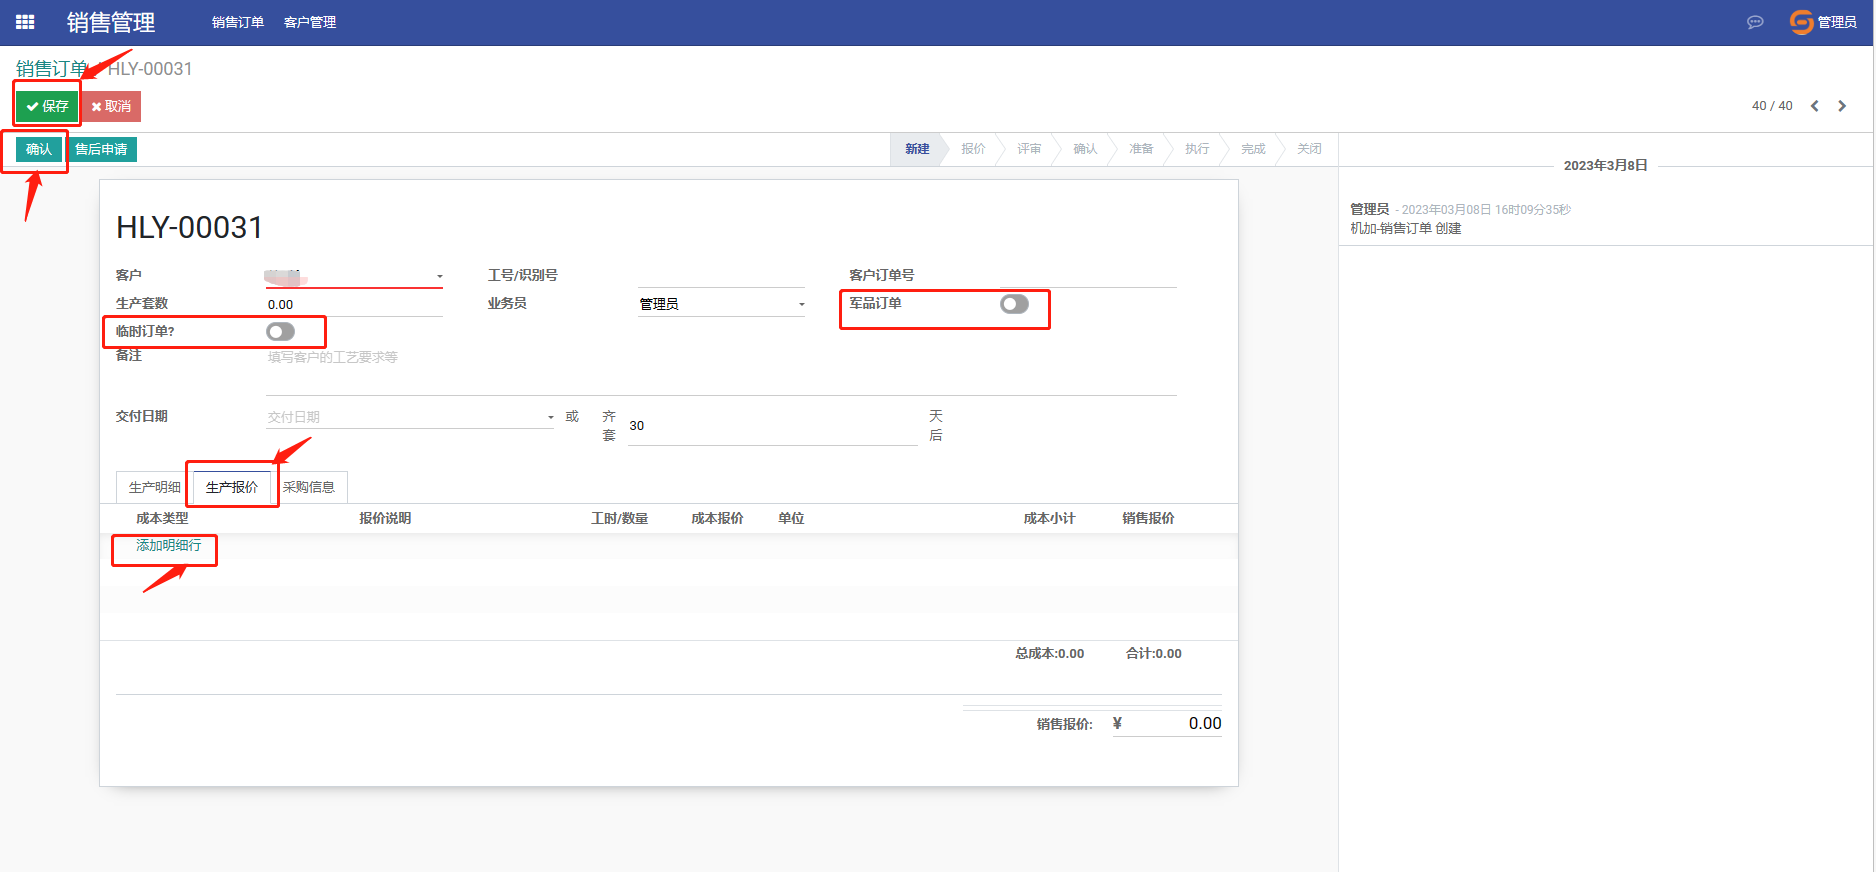 销售管理 销售订单 客户管理 管理员
销售订单 HLY-00031
保存 取消 40 / 40
确认 售后申请 新建 报价 评审 确认 准备 执行 完成 关闭
2023年3月8日
管理员 - 2023年03月08日 16时09分35秒
机加-销售订单 创建
HLY-00031
客户 工号/识别号 客户订单号
生产套数 0.00 业务员 管理员 军品订单
临时订单?
备注 填写客户的工艺要求等
交付日期 交付日期 或 齐套 30 天后
生产明细 生产报价 采购信息
成本类型 报价说明 工时/数量 成本报价 单位 成本小计 销售报价
添加明细行
总成本:0.00 合计:0.00
销售报价: ¥ 0.00